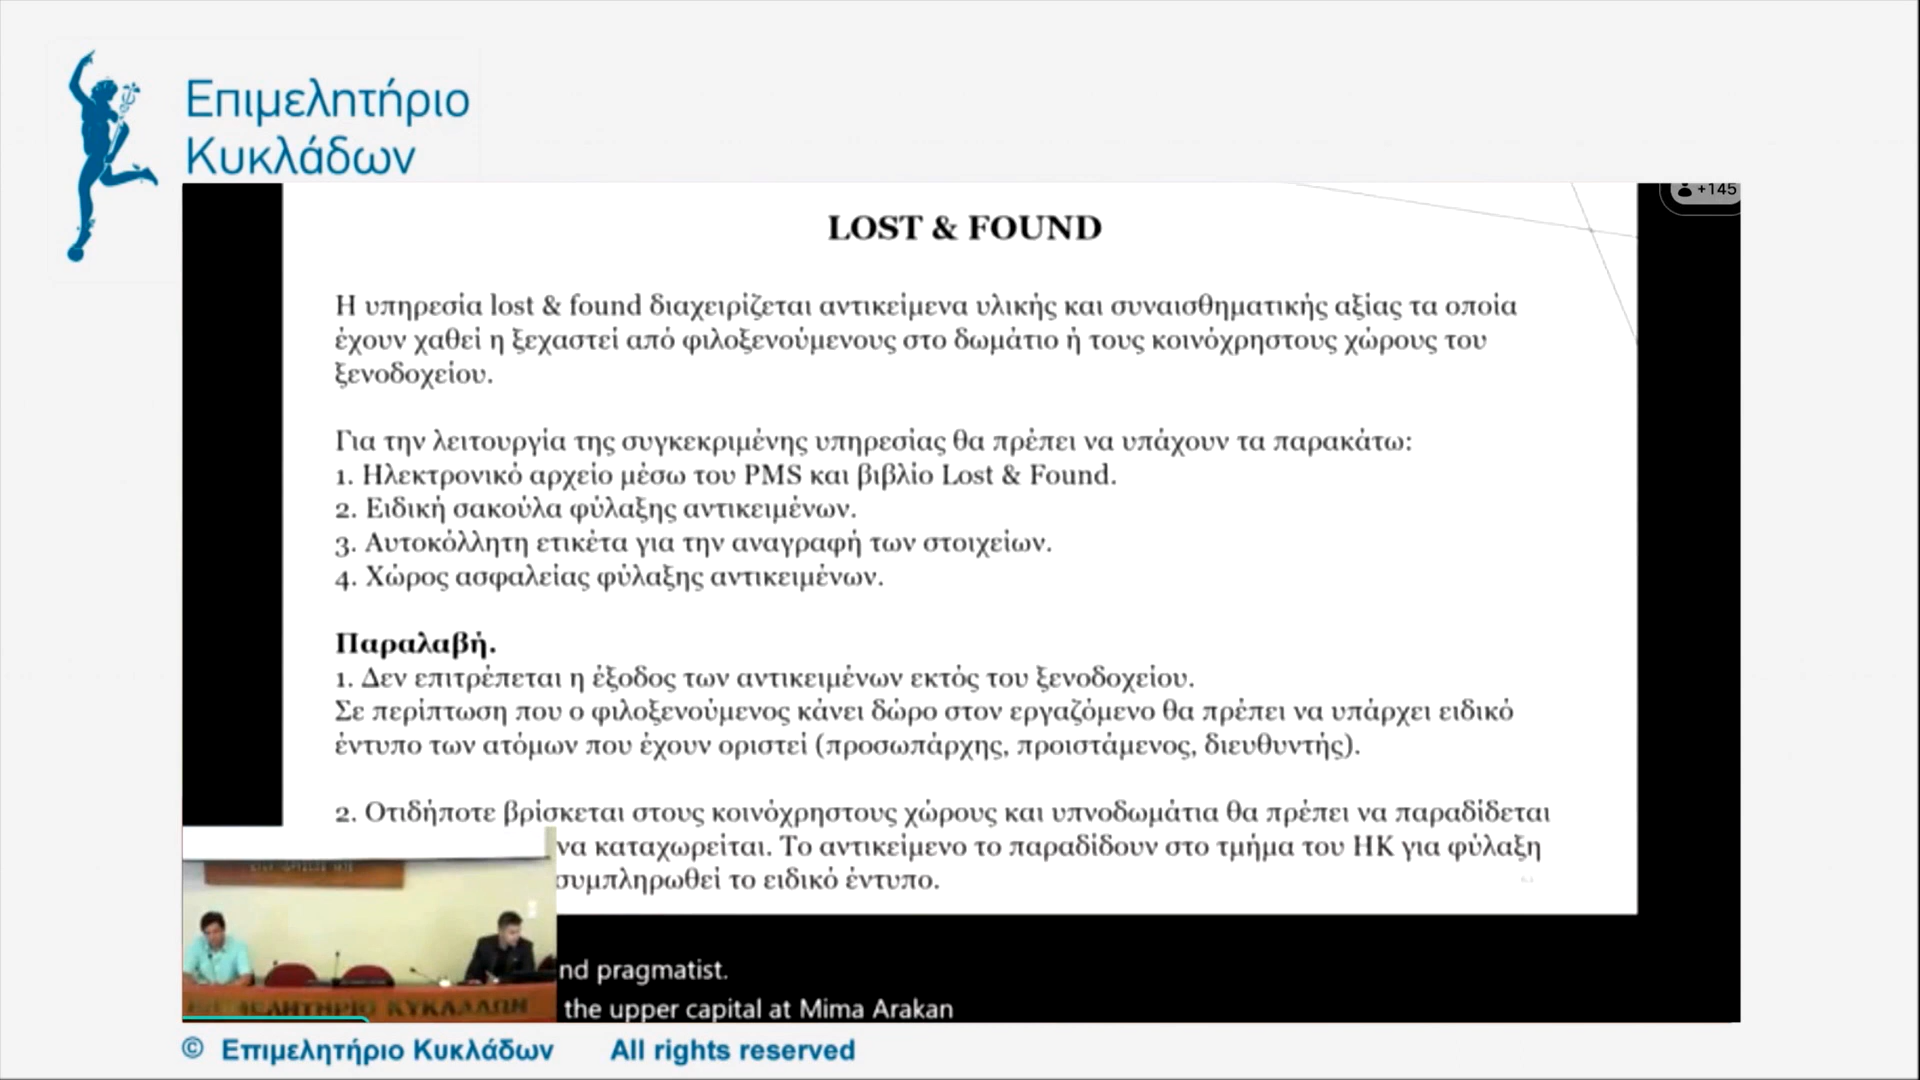 Επιμελητήριο
Κυκλάδων
+145
LOST & FOUND
Η υπηρεσία lost & found διαχειρίζεται αντικείμενα υλικής και συναισθηματικής αξίας τα οποία
έχουν χαθεί η ξεχαστεί από φιλοξενούμενους στο δωμάτιο ή τους κοινόχρηστους χώρους του
ξενοδοχείου.
Για την λειτουργία της συγκεκριμένης υπηρεσίας θα πρέπει να υπάχουν τα παρακάτω:
1. Ηλεκτρονικό αρχείο μέσω του PMS και βιβλίο Lost & Found.
2. Ειδική σακούλα φύλαξης αντικειμένων.
3. Αυτοκόλλητη ετικέτα για την αναγραφή των στοιχείων.
4. Χώρος ασφαλείας φύλαξης αντικειμένων.
Παραλαβή.
1. Δεν επιτρέπεται η έξοδος των αντικειμένων εκτός του ξενοδοχείου.
Σε περίπτωση που ο φιλοξενούμενος κάνει δώρο στον εργαζόμενο θα πρέπει να υπάρχει ειδικό
έντυπο των ατόμων που έχουν οριστεί (προσωπάρχης, προιστάμενος, διευθυντής).
2. Οτιδήποτε βρίσκεται στους κοινόχρηστους χώρους και υπνοδωμάτια θα πρέπει να παραδίδεται
να καταχωρείται. Το αντικείμενο το παραδίδουν στο τμήμα του ΗΚ για φύλαξη
συμπληρωθεί το ειδικό έντυπο.
nd pragmatist.
the upper capital at Mima Arakan
ΕΠΙΜΕΛΗΤΗΡΙΟ ΚΥΚΛΑΔΩΝ
© Επιμελητήριο Κυκλάδων All rights reserved